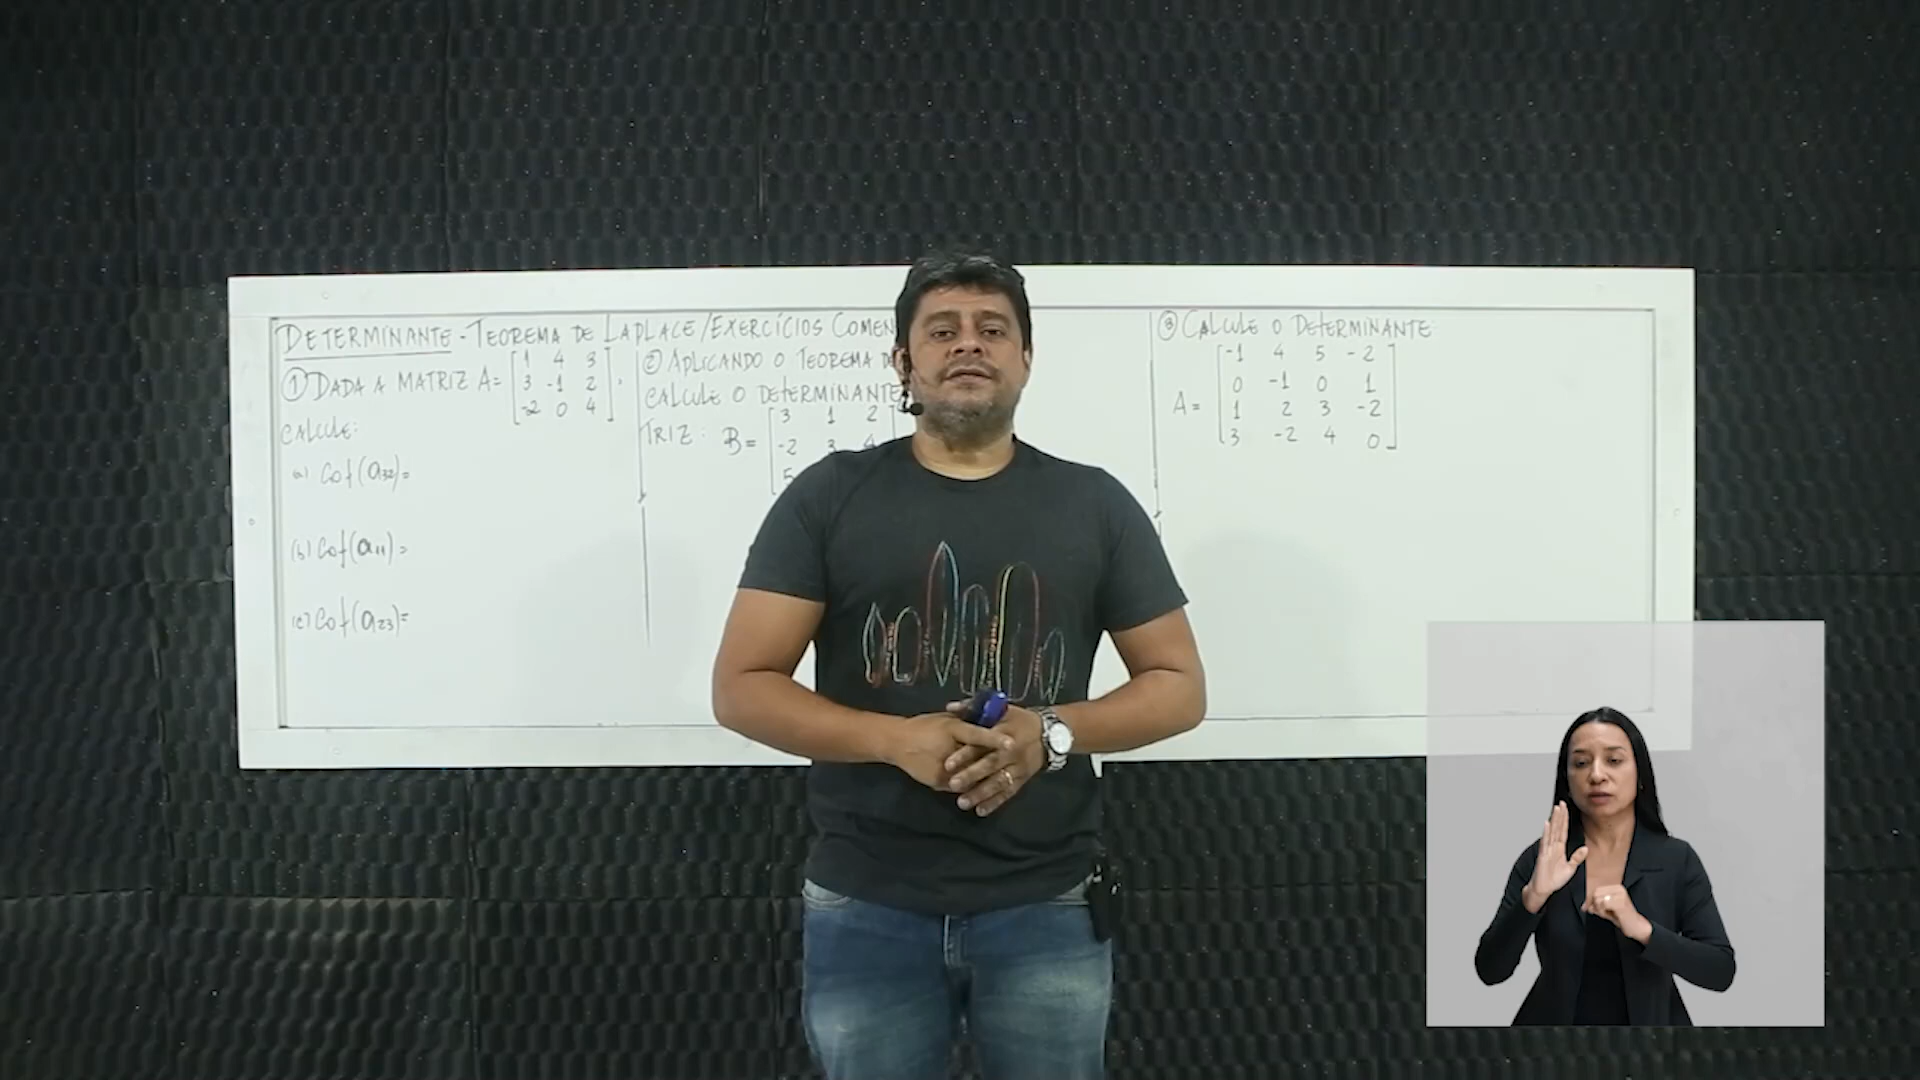 DETERMINANTE - TEOREMA DE LAPLACE/EXERCÍCIOS COMEN
① DADA A MATRIZ A= [1 4 3
3 -1 2
-2 0 4].
CALCULE:
(a) Cof(a32)=
(b) Cof(a11)=
(c) Cof(a23)=
② APLICANDO O TEOREMA DE
CALCULE O DETERMINANTE
TRIZ: B= [3 1 2
-2 3 4
5
③ CALCULE O DETERMINANTE
A= [-1 4 5 -2
0 -1 0 1
1 2 3 -2
3 -2 4 0]